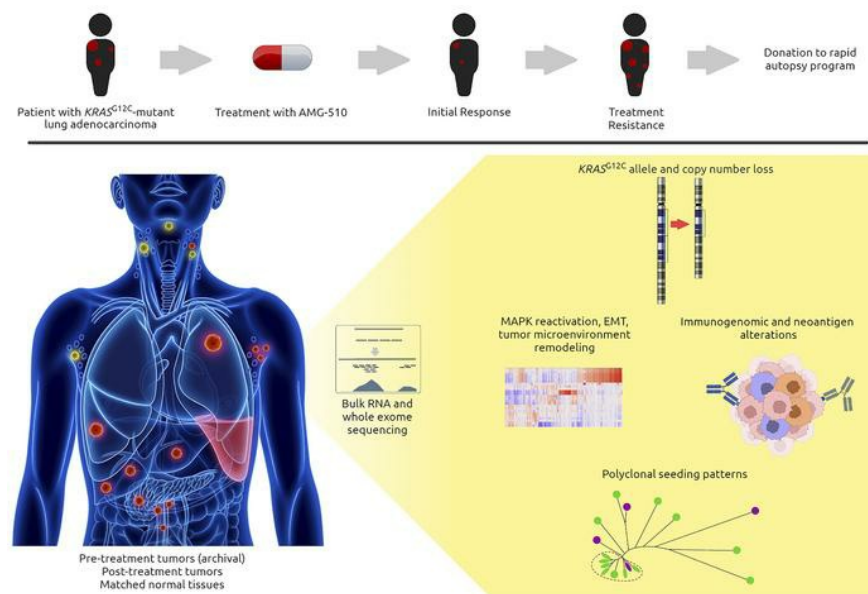 Patient with KRASG12C-mutant
lung adenocarcinoma
Treatment with AMG-510
Initial Response
Treatment
Resistance
Donation to rapid
autopsy program
Pre-treatment tumors (archival)
Post-treatment tumors
Matched normal tissues
Bulk RNA and
whole exome
sequencing
KRASG12C allele and copy number loss
MAPK reactivation, EMT,
tumor microenvironment
remodeling
Immunogenomic and neoantigen
alterations
Polyclonal seeding patterns